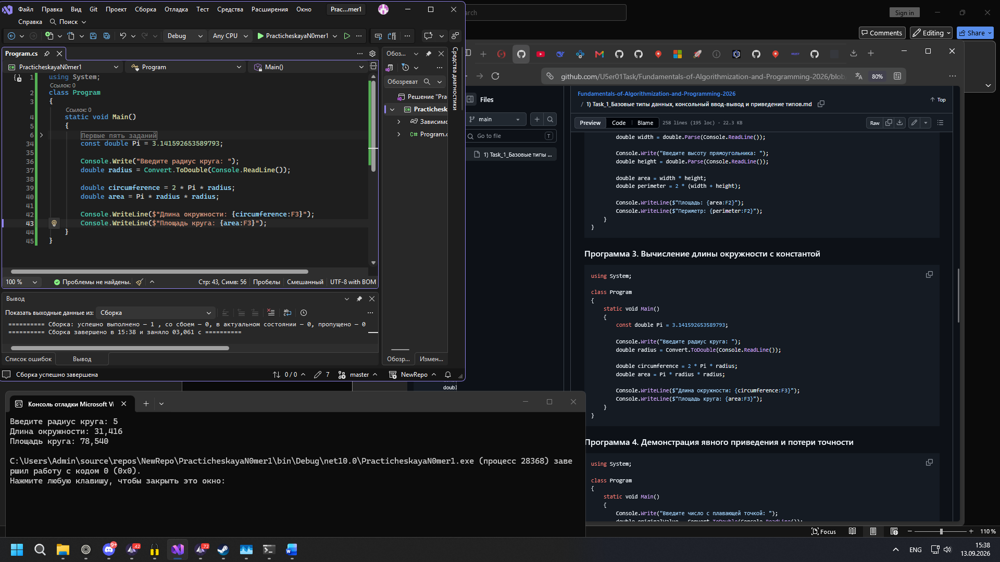 Файл Правка Вид Git Проект Сборка Отладка Тест Средства Расширения Окно Prac...mer1
Справка Поиск
Debug Any CPU PracticheskayaN0mer1
Program.cs
PracticheskayaN0mer1 Program Main()
1 using System;
Ссылок: 0
2 class Program
3 {
Ссылок: 0
4 static void Main()
5 {
6 Первые пять заданий
34 const double Pi = 3.141592653589793;
35
36 Console.Write("Введите радиус круга: ");
37 double radius = Convert.ToDouble(Console.ReadLine());
38
39 double circumference = 2 * Pi * radius;
40 double area = Pi * radius * radius;
41
42 Console.WriteLine($"Длина окружности: {circumference:F3}");
43 Console.WriteLine($"Площадь круга: {area:F3}");
44 }
45 }
100 % Проблемы не найдены. Стр: 43, Симв: 56 Пробелы Смешанный UTF-8 with BOM
Вывод
Показать выходные данные из: Сборка
========== Сборка: успешно выполнено — 1 , со сбоем — 0, в актуальном состоянии — 0, пропущено — 0
========== Сборка завершено в 15:38 и заняло 03,061 с ==========
Список ошибок Вывод
Обоз...
Обозреват
Решение "Pra
Practichesk
Зависимо
C# Program.c
Обозр... Измен...
Средства диагностики
Сборка успешно завершена 0 / 0 7 master NewRepo
doubl
Консоль отладки Microsoft Vi
Введите радиус круга: 5
Длина окружности: 31,416
Площадь круга: 78,540
C:\Users\Admin\source\repos\NewRepo\PracticheskayaN0mer1\bin\Debug\net10.0\PracticheskayaN0mer1.exe (процесс 28368) заве
ршил работу с кодом 0 (0x0).
Нажмите любую клавишу, чтобы закрыть это окно:
arch
Sign in
Comments Editing Share
github.com/U5er01Task/Fundamentals-of-Algorithmization-and-Programming-2026/blob 80%
Files
main
Go to file T
1) Task_1_Базовые типы ...
Fundamentals-of-Algorithmization-and-Programming-2026
/ 1) Task_1_Базовые типы данных, консольный ввод-вывод и приведение типов.md
Top
Preview Code Blame 258 lines (195 loc) · 22.3 KB Raw
double width = double.Parse(Console.ReadLine());
Console.Write("Введите высоту прямоугольника: ");
double height = double.Parse(Console.ReadLine());
double area = width * height;
double perimeter = 2 * (width + height);
Console.WriteLine($"Площадь: {area:F2}");
Console.WriteLine($"Периметр: {perimeter:F2}");
}
}
Программа 3. Вычисление длины окружности с константой
using System;
class Program
{
static void Main()
{
const double Pi = 3.141592653589793;
Console.Write("Введите радиус круга: ");
double radius = Convert.ToDouble(Console.ReadLine());
double circumference = 2 * Pi * radius;
double area = Pi * radius * radius;
Console.WriteLine($"Длина окружности: {circumference:F3}");
Console.WriteLine($"Площадь круга: {area:F3}");
}
}
Программа 4. Демонстрация явного приведения и потери точности
using System;
class Program
{
static void Main()
{
Console.Write("Введите число с плавающей точкой: ");
double originalValue = Convert.ToDouble(Console.ReadLine());
Focus 110 %
9+ .42 .72
ENG 15:38
13.09.2026